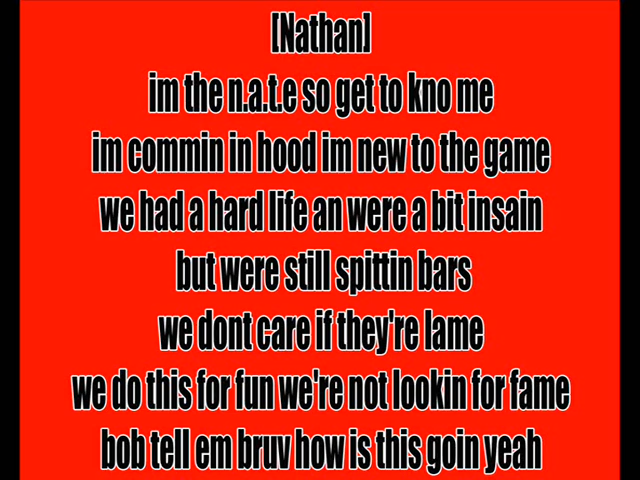 [Nathan]
im the n.a.t.e so get to kno me
im commin in hood im new to the game
we had a hard life an were a bit insain
but were still spittin bars
we dont care if they're lame
we do this for fun we're not lookin for fame
bob tell em bruv how is this goin yeah